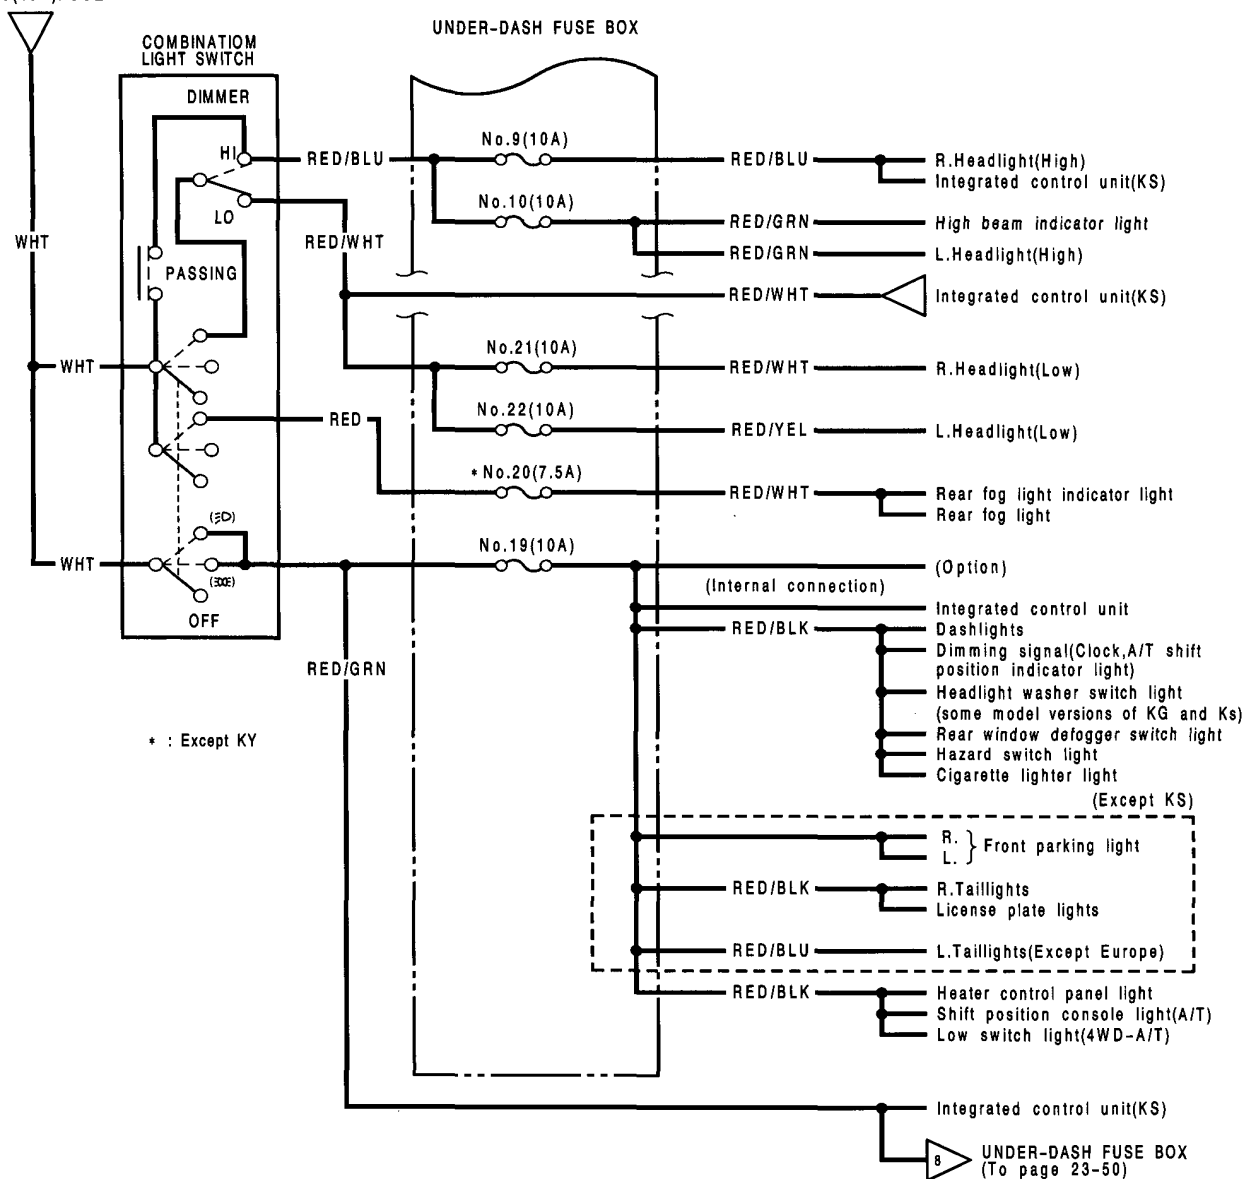 UNDER-DASH FUSE BOX
COMBINATIOM
LIGHT SWITCH
DIMMER
HI
RED/BLU
No.9(10A)
RED/BLU
R.Headlight(High)
Integrated control unit(KS)
LO
No.10(10A)
RED/GRN
High beam indicator light
WHT
RED/WHT
RED/GRN
L.Headlight(High)
PASSING
RED/WHT
Integrated control unit(KS)
WHT
No.21(10A)
RED/WHT
R.Headlight(Low)
RED
No.22(10A)
RED/YEL
L.Headlight(Low)
* No.20(7.5A)
RED/WHT
Rear fog light indicator light
Rear fog light
WHT
No.19(10A)
(Option)
(Internal connection)
OFF
Integrated control unit
RED/BLK
Dashlights
RED/GRN
Dimming signal(Clock,A/T shift
position indicator light)
Headlight washer switch light
(some model versions of KG and Ks)
* : Except KY
Rear window defogger switch light
Hazard switch light
Cigarette lighter light
(Except KS)
R.
L.
Front parking light
RED/BLK
R.Taillights
License plate lights
RED/BLU
L.Taillights(Except Europe)
RED/BLK
Heater control panel light
Shift position console light(A/T)
Low switch light(4WD-A/T)
Integrated control unit(KS)
8
UNDER-DASH FUSE BOX
(To page 23-50)